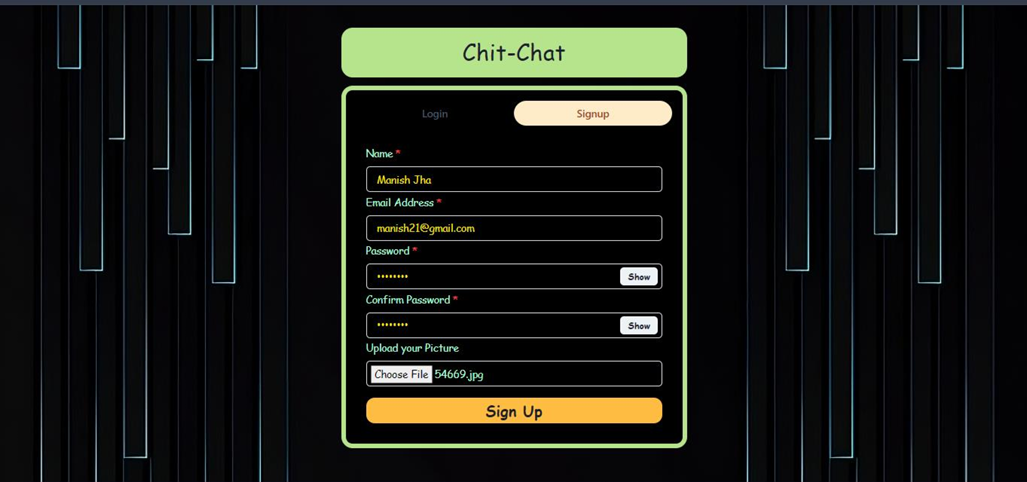 Chit-Chat
Login Signup
Name *
Manish Jha
Email Address *
manish21@gmail.com
Password *
•••••••• Show
Confirm Password *
•••••••• Show
Upload your Picture
Choose File 54669.jpg
Sign Up